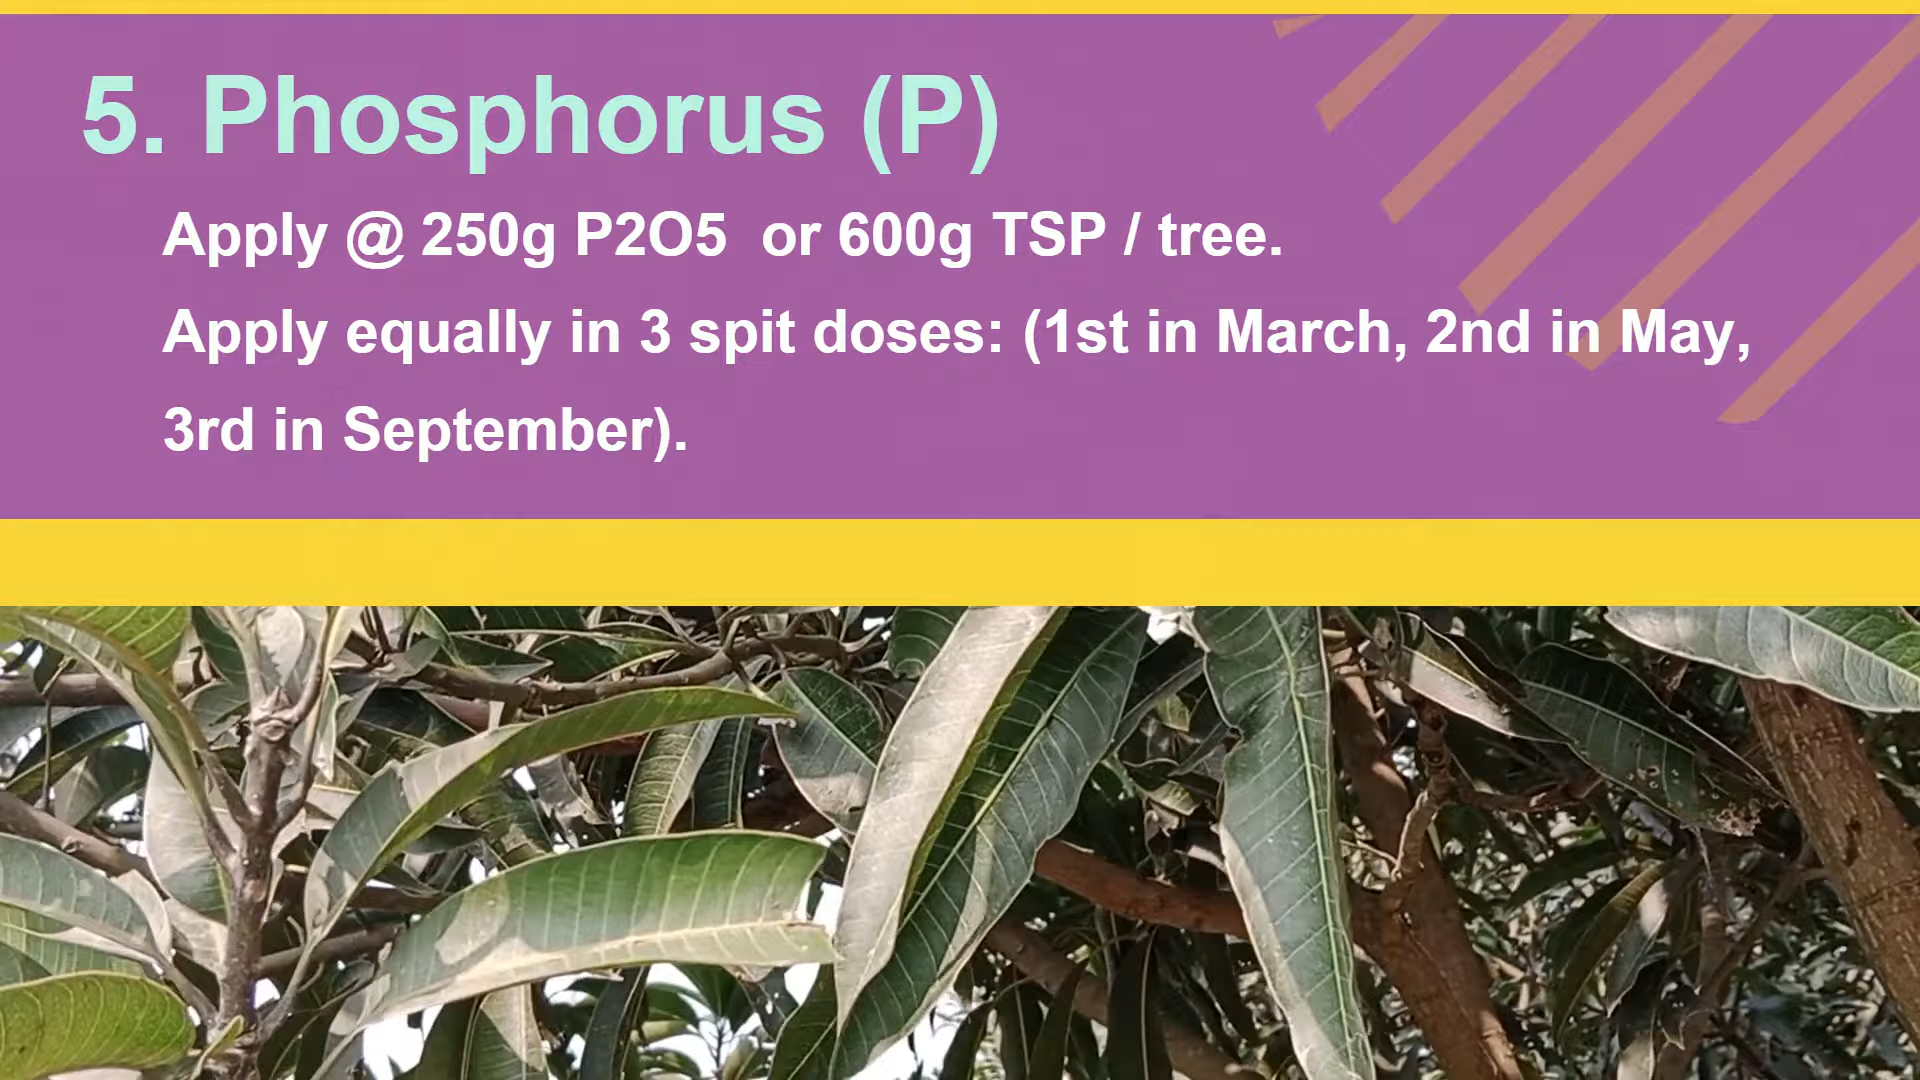 5. Phosphorus (P)
Apply @ 250g P2O5  or 600g TSP / tree.
Apply equally in 3 spit doses: (1st in March, 2nd in May,
3rd in September).